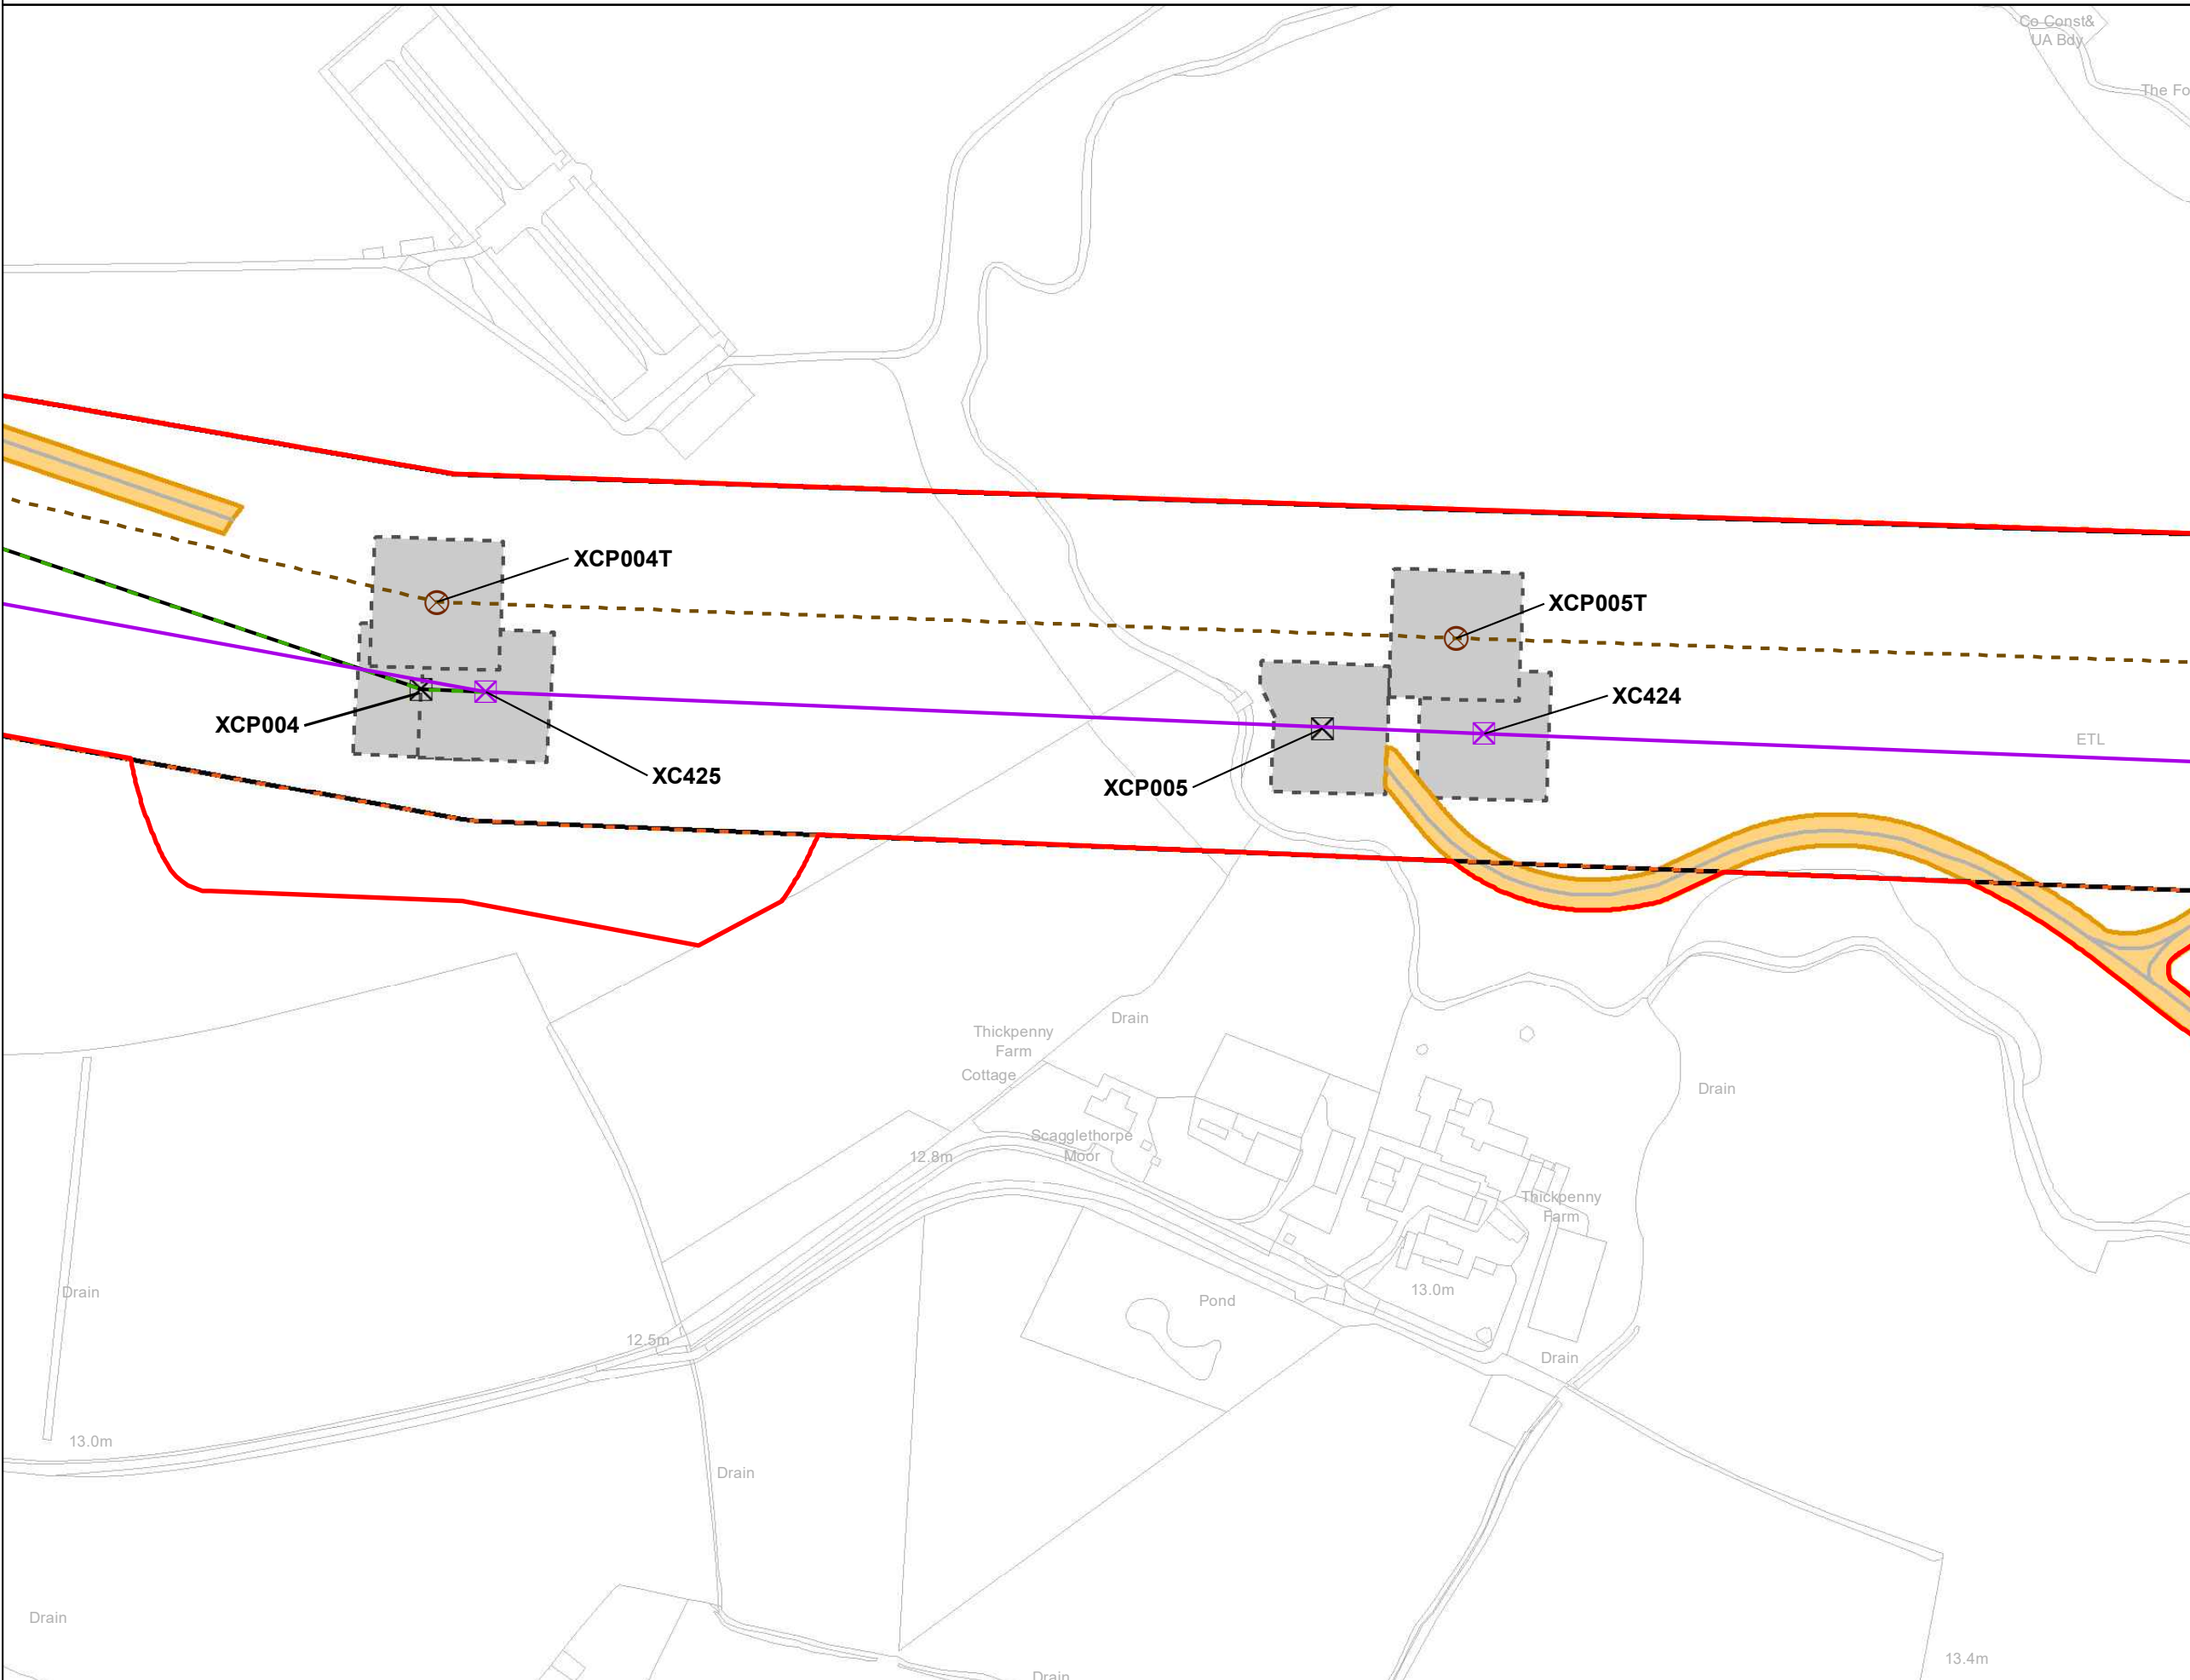 Co Const&
UA Bdy
The Fo
XCP004T
XCP005T
XC424
XCP004
ETL
XC425
XCP005
Drain
Thickpenny
Farm
Cottage
Drain
Scagglethorpe
Moor
12.8m
Thickpenny
Farm
Drain
13.0m
Pond
12.5m
Drain
13.0m
Drain
Drain
13.4m
Drain